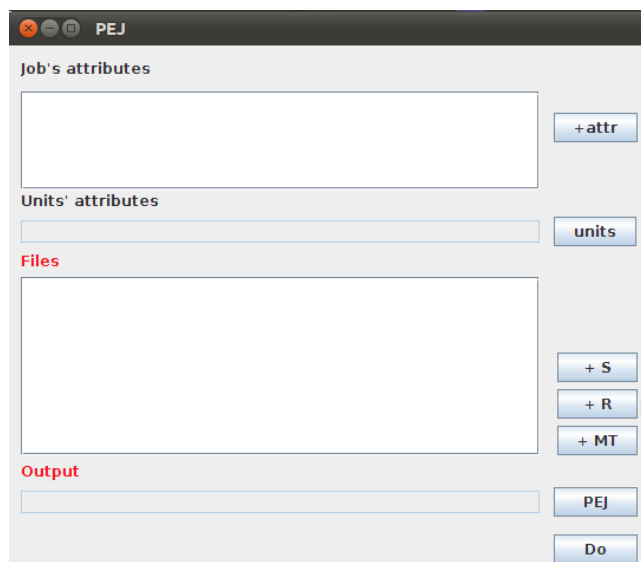 PEJ
Job's attributes
+attr
Units' attributes
units
Files
+ S
+ R
+ MT
Output
PEJ
Do